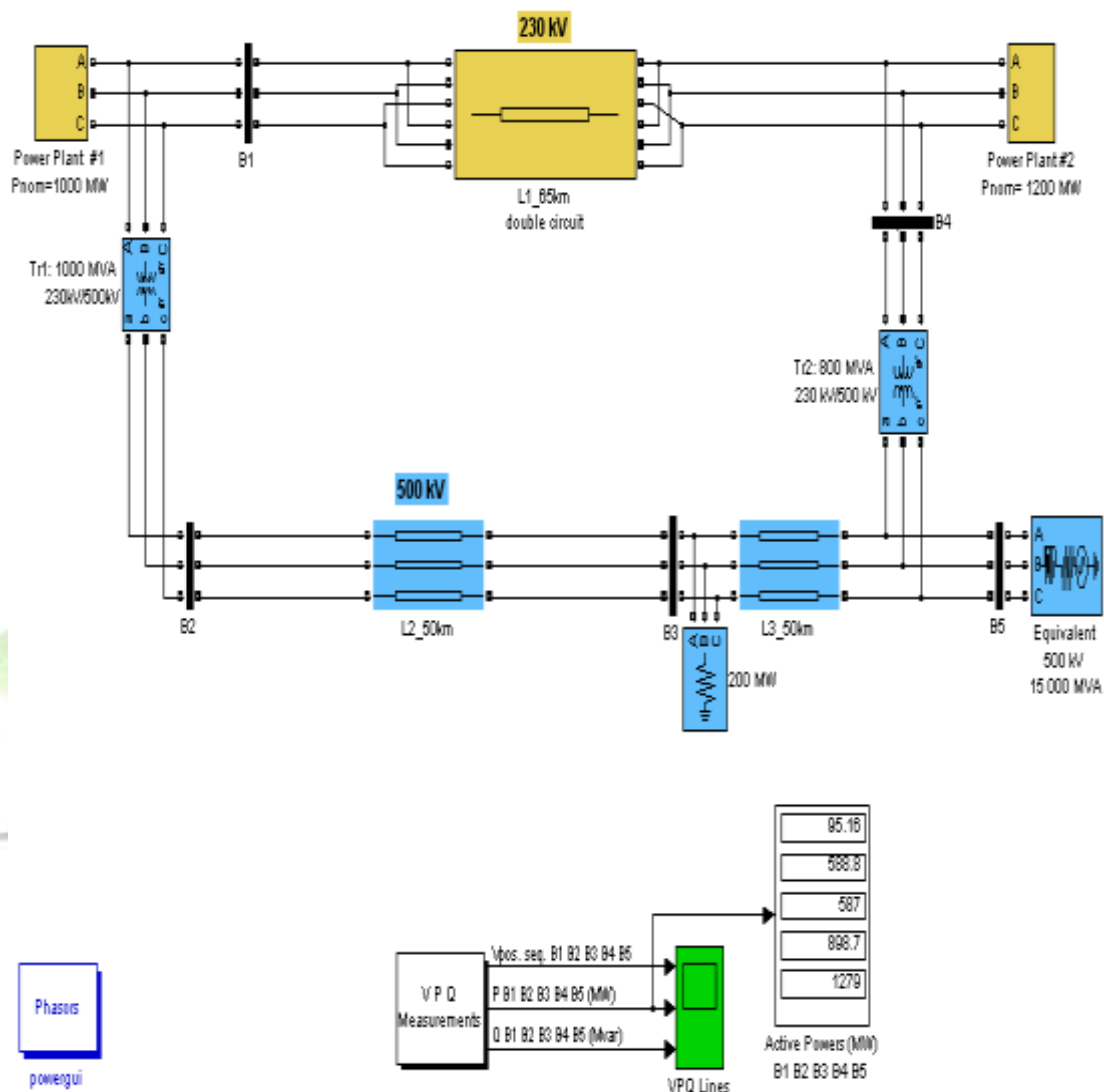 230 kV
A
B
C
A
B
C
Power Plant #1
Pnom=1000 MW
B1
L1_65km
double circuit
Power Plant #2
Pnom= 1200 MW
B4
A B C
Tr1: 1000 MVA
230kV/500kV
a b c
A B C
Tr2: 800 MVA
230 kV/500 kV
a b c
500 kV
A
B
C
B2
L2_50km
B3
L3_50km
B5
A B C
200 MW
Equivalent
500 kV
15 000 MVA
95.16
588.8
587
898.7
1279
Vpos. seq. B1 B2 B3 B4 B5
V P Q
Measurements
P B1 B2 B3 B4 B5 (MW)
Q B1 B2 B3 B4 B5 (Mvar)
Phasors
powergui
VPQ Lines
Active Powers (MW)
B1 B2 B3 B4 B5